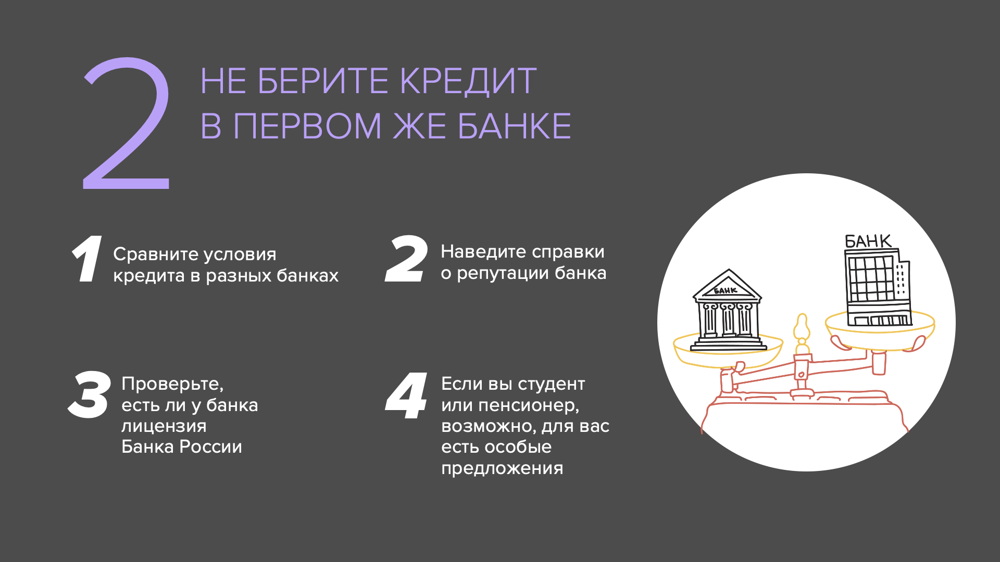 2
НЕ БЕРИТЕ КРЕДИТ
В ПЕРВОМ ЖЕ БАНКЕ
1
Сравните условия
кредита в разных банках
2
Наведите справки
о репутации банка
3
Проверьте,
есть ли у банка
лицензия
Банка России
4
Если вы студент
или пенсионер,
возможно, для вас
есть особые
предложения
БАНК
БАНК